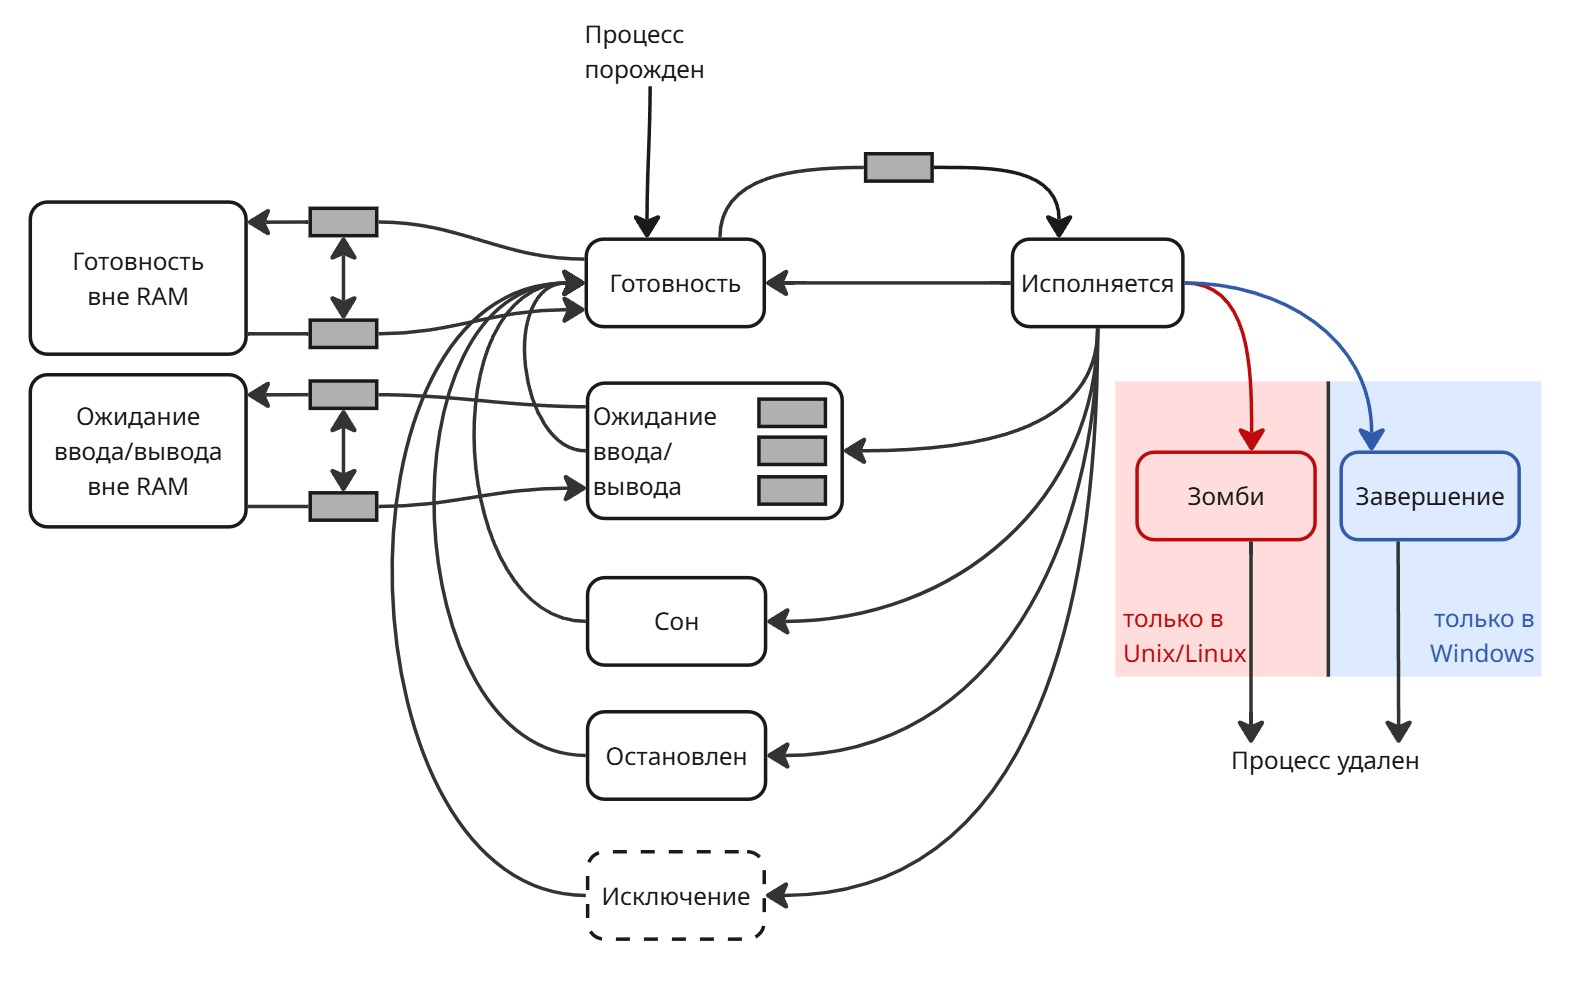 Процесс
порожден
Готовность
вне RAM
Готовность
Исполняется
Ожидание
ввода/вывода
вне RAM
Ожидание
ввода/
вывода
Зомби
Завершение
Сон
только в
Unix/Linux
только в
Windows
Остановлен
Процесс удален
Исключение